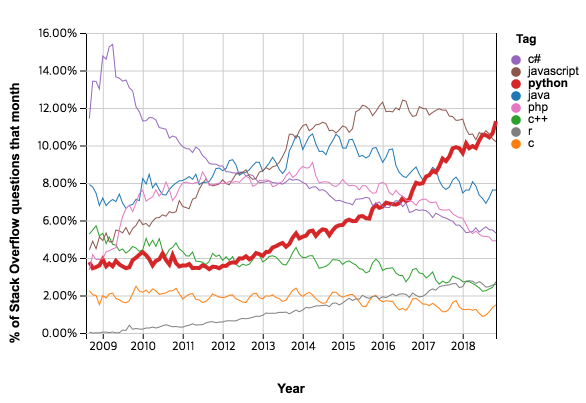 16.00%
14.00%
12.00%
10.00%
8.00%
6.00%
4.00%
2.00%
0.00%
% of Stack Overflow questions that month
2009 2010 2011 2012 2013 2014 2015 2016 2017 2018
Year
Tag
c#
javascript
python
java
php
c++
r
c